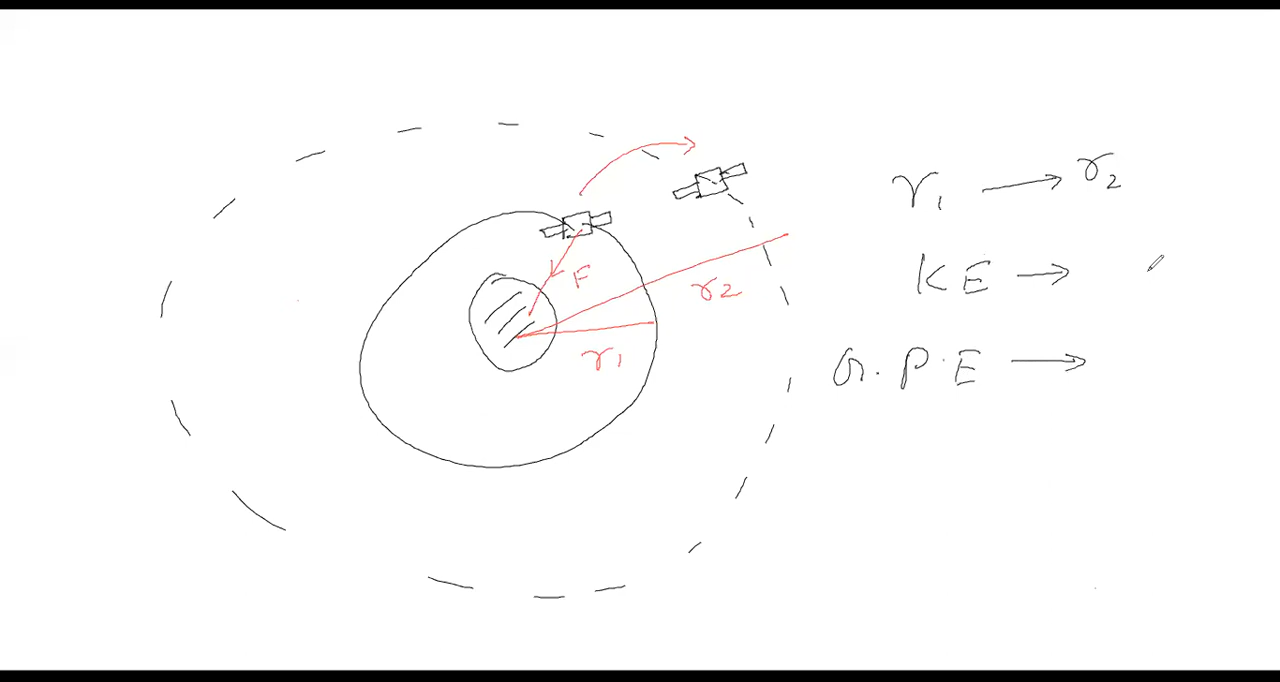 F
r₂
r₁
r₁ → r₂
KE →
G.P.E →